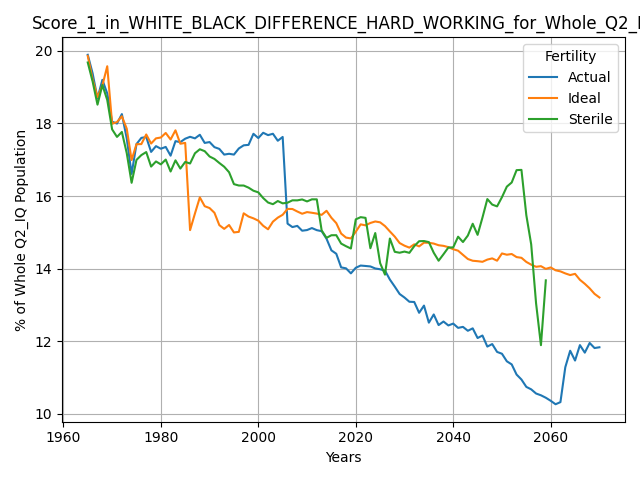 Score_1_in_WHITE_BLACK_DIFFERENCE_HARD_WORKING_for_Whole_Q2_I
Fertility
Actual
Ideal
Sterile
% of Whole Q2_IQ Population
20
18
16
14
12
10
1960
1980
2000
2020
2040
2060
Years